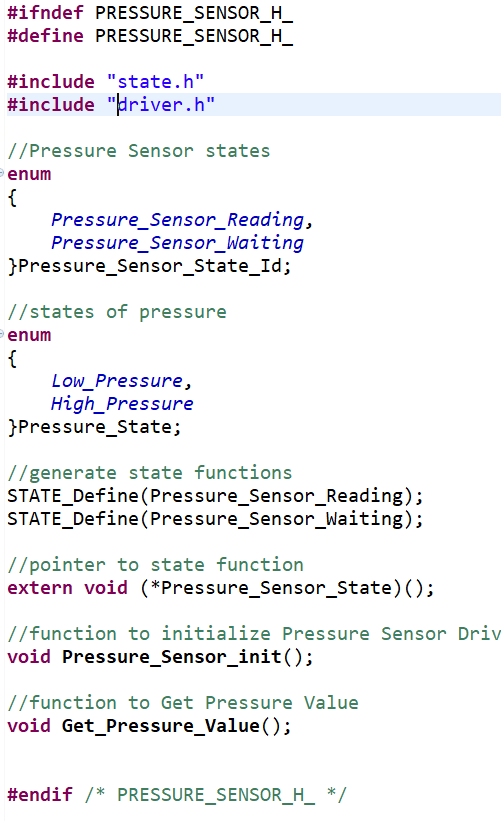 #ifndef PRESSURE_SENSOR_H_
#define PRESSURE_SENSOR_H_
#include "state.h"
#include "driver.h"
//Pressure Sensor states
enum
{
Pressure_Sensor_Reading,
Pressure_Sensor_Waiting
}Pressure_Sensor_State_Id;
//states of pressure
enum
{
Low_Pressure,
High_Pressure
}Pressure_State;
//generate state functions
STATE_Define(Pressure_Sensor_Reading);
STATE_Define(Pressure_Sensor_Waiting);
//pointer to state function
extern void (*Pressure_Sensor_State)();
//function to initialize Pressure Sensor Driv
void Pressure_Sensor_init();
//function to Get Pressure Value
void Get_Pressure_Value();
#endif /* PRESSURE_SENSOR_H_ */